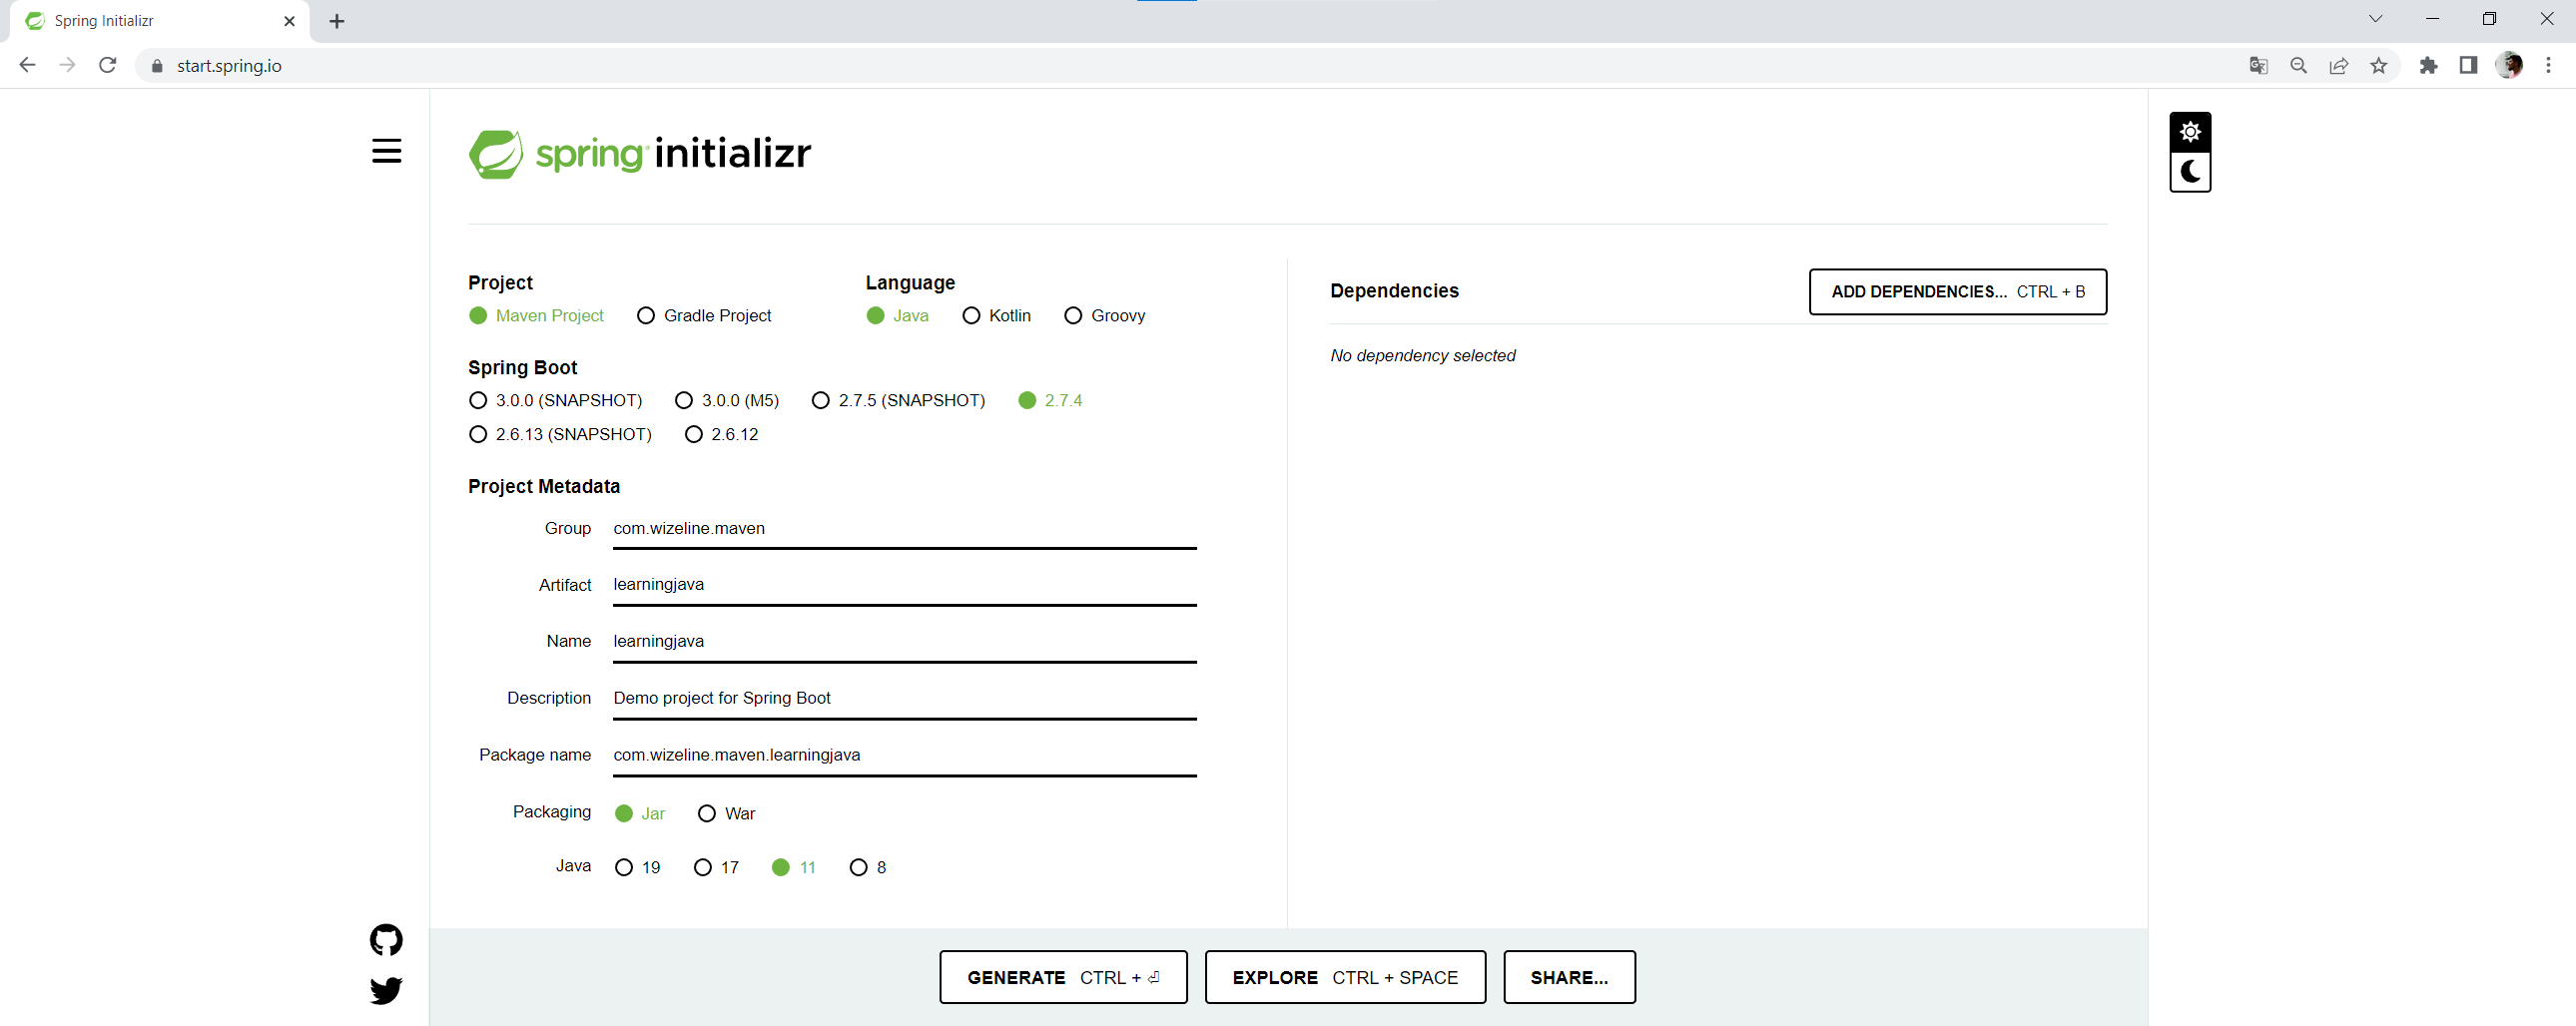 Spring Initializr
start.spring.io
spring initializr
Project
Maven Project Gradle Project
Language
Java Kotlin Groovy
Spring Boot
3.0.0 (SNAPSHOT) 3.0.0 (M5) 2.7.5 (SNAPSHOT) 2.7.4
2.6.13 (SNAPSHOT) 2.6.12
Project Metadata
Group com.wizeline.maven
Artifact learningjava
Name learningjava
Description Demo project for Spring Boot
Package name com.wizeline.maven.learningjava
Packaging Jar War
Java 19 17 11 8
Dependencies ADD DEPENDENCIES... CTRL + B
No dependency selected
GENERATE CTRL + ⏎ EXPLORE CTRL + SPACE SHARE...